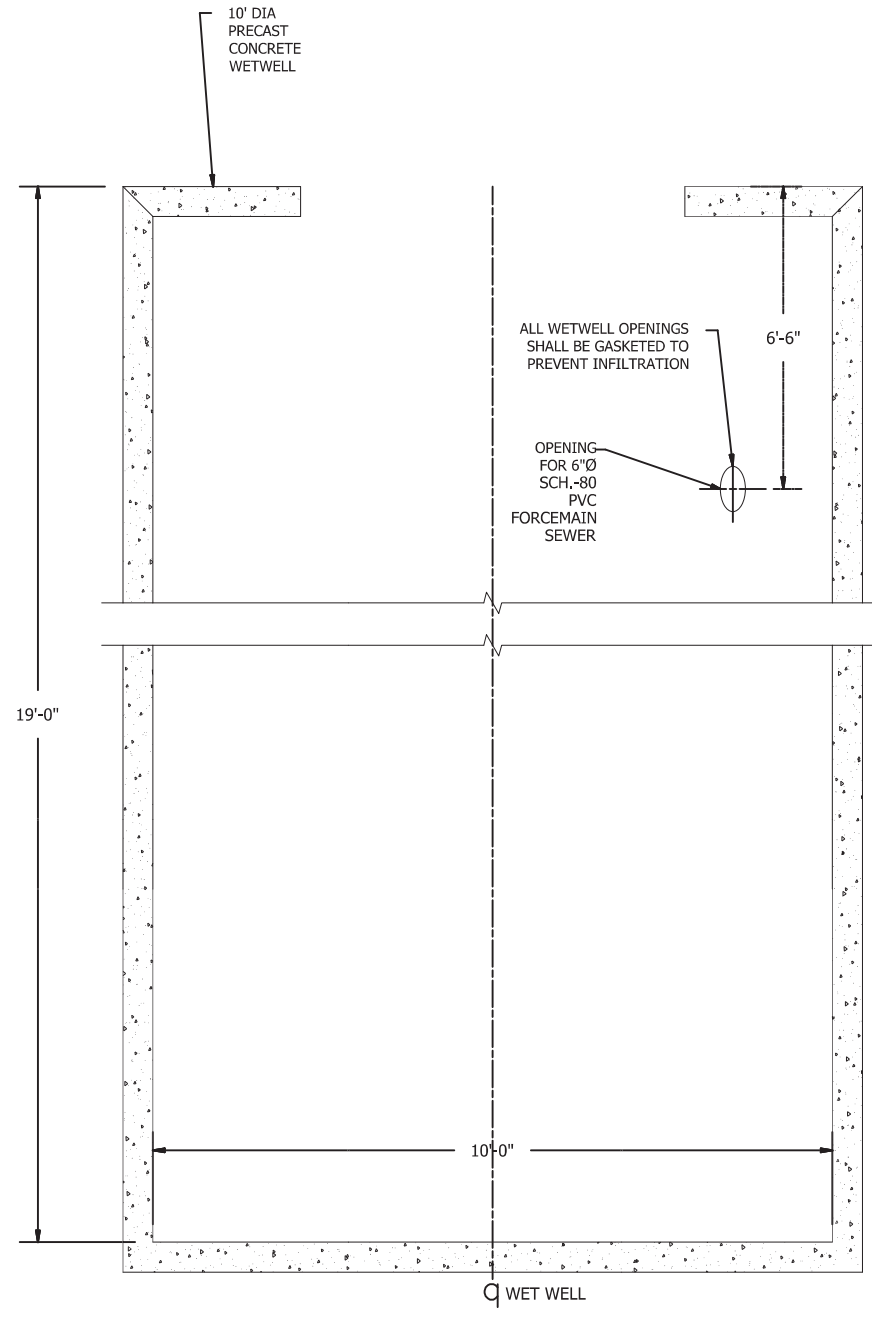 10' DIA
PRECAST
CONCRETE
WETWELL
ALL WETWELL OPENINGS
SHALL BE GASKETED TO
PREVENT INFILTRATION
6'-6"
OPENING
FOR 6"Ø
SCH.-80
PVC
FORCEMAIN
SEWER
19'-0"
10'-0"
WET WELL